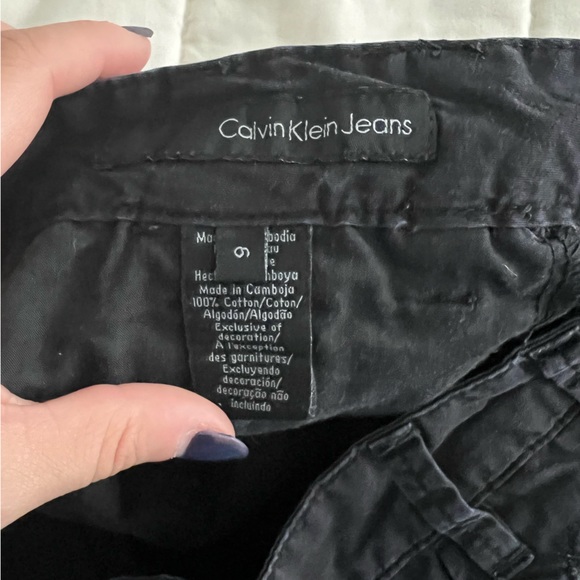 Calvin Klein Jeans
Hec
Made in Camboja
100% Cotton/Coton/
Algodón/Algodão
Exclusive of
decoration/
A l'exception
des garnitures/
Excluyendo
decoración/
decoração não
incluindo